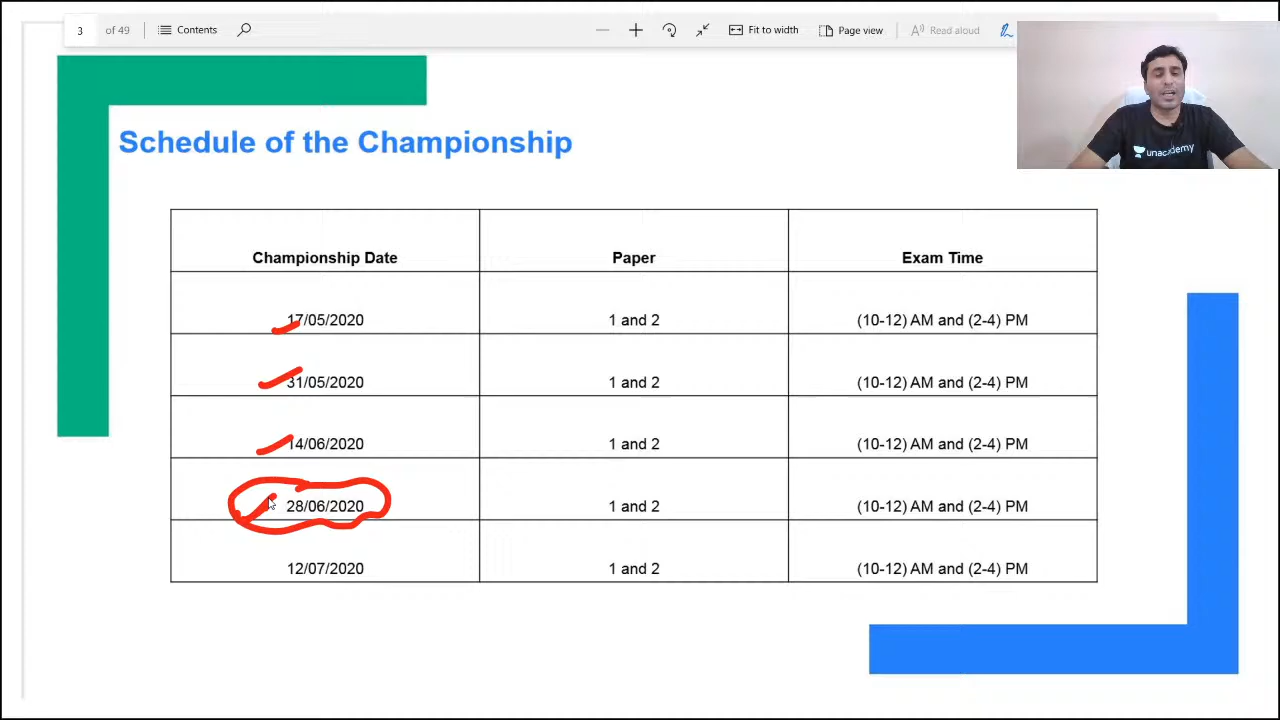 3 of 49 Contents Fit to width Page view Read aloud
Schedule of the Championship
unacademy
Championship Date Paper Exam Time
17/05/2020 1 and 2 (10-12) AM and (2-4) PM
31/05/2020 1 and 2 (10-12) AM and (2-4) PM
14/06/2020 1 and 2 (10-12) AM and (2-4) PM
28/06/2020 1 and 2 (10-12) AM and (2-4) PM
12/07/2020 1 and 2 (10-12) AM and (2-4) PM